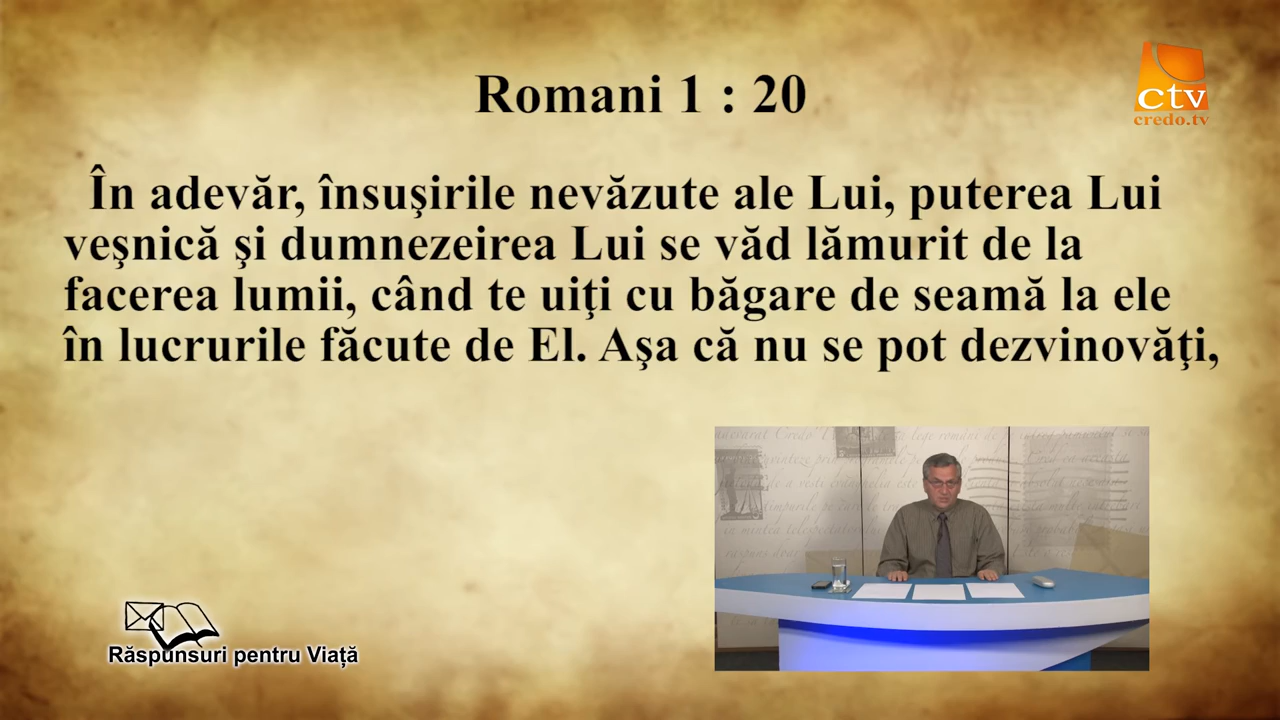 Romani 1 : 20
ctv
credo.tv
În adevăr, însuşirile nevăzute ale Lui, puterea Lui
veşnică şi dumnezeirea Lui se văd lămurit de la
facerea lumii, când te uiţi cu băgare de seamă la ele
în lucrurile făcute de El. Aşa că nu se pot dezvinovăţi,
Răspunsuri pentru Viață